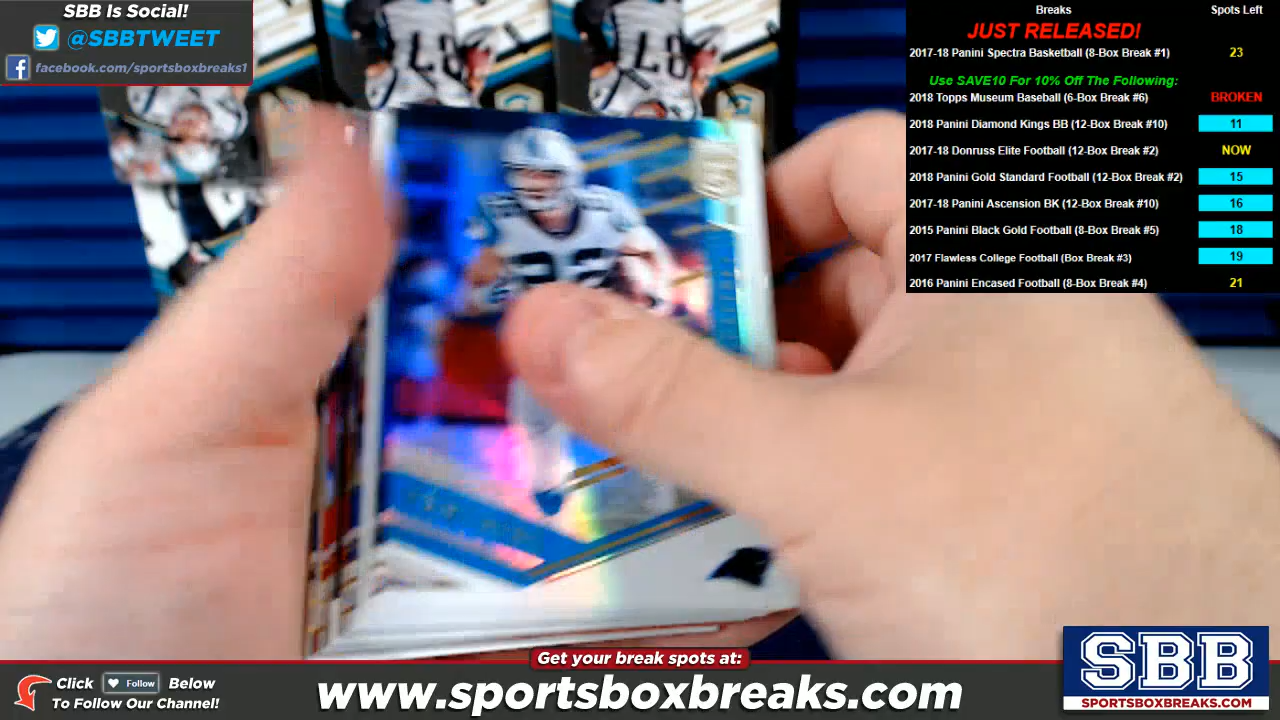 SBB Is Social!
@SBBTWEET
facebook.com/sportsboxbreaks1
Breaks Spots Left
JUST RELEASED!
2017-18 Panini Spectra Basketball (8-Box Break #1) 23
Use SAVE10 For 10% Off The Following:
2018 Topps Museum Baseball (6-Box Break #6) BROKEN
2018 Panini Diamond Kings BB (12-Box Break #10) 11
2017-18 Donruss Elite Football (12-Box Break #2) NOW
2018 Panini Gold Standard Football (12-Box Break #2) 15
2017-18 Panini Ascension BK (12-Box Break #10) 16
2015 Panini Black Gold Football (8-Box Break #5) 18
2017 Flawless College Football (Box Break #3) 19
2016 Panini Encased Football (8-Box Break #4) 21
87
87
22
Get your break spots at:
Click Follow Below
To Follow Our Channel!
www.sportsboxbreaks.com
SBB
SPORTSBOXBREAKS.COM